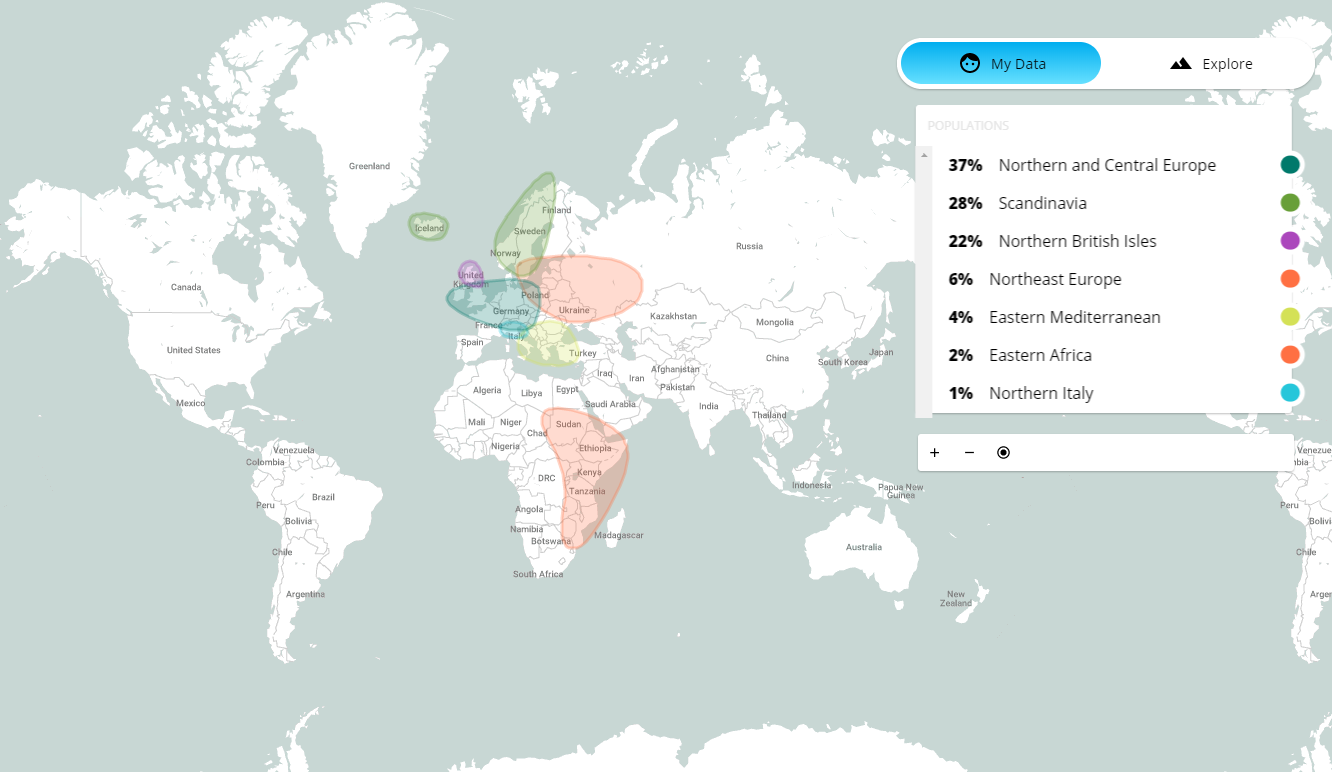 My Data
Explore
POPULATIONS
37% Northern and Central Europe
28% Scandinavia
22% Northern British Isles
6% Northeast Europe
4% Eastern Mediterranean
2% Eastern Africa
1% Northern Italy
+ −
Greenland
Iceland
Finland
Sweden
Norway
Russia
United
Kingdom
Canada
Poland
Germany
Ukraine
Kazakhstan
France
Mongolia
Italy
Spain
United States
Turkey
China
Japan
South Korea
Afghanistan
Iraq
Iran
Pakistan
Algeria
Libya
Egypt
Mexico
Saudi Arabia
India
Thailand
Mali
Niger
Chad
Sudan
Nigeria
Ethiopia
Venezuela
Colombia
Kenya
DRC
Tanzania
Indonesia
Papua New
Guinea
Brazil
Peru
Bolivia
Angola
Namibia
Botswana
Madagascar
Chile
Australia
South Africa
Argentina
New
Zealand
Venezue
bia
Peru
Bolivi
Chile
Argen